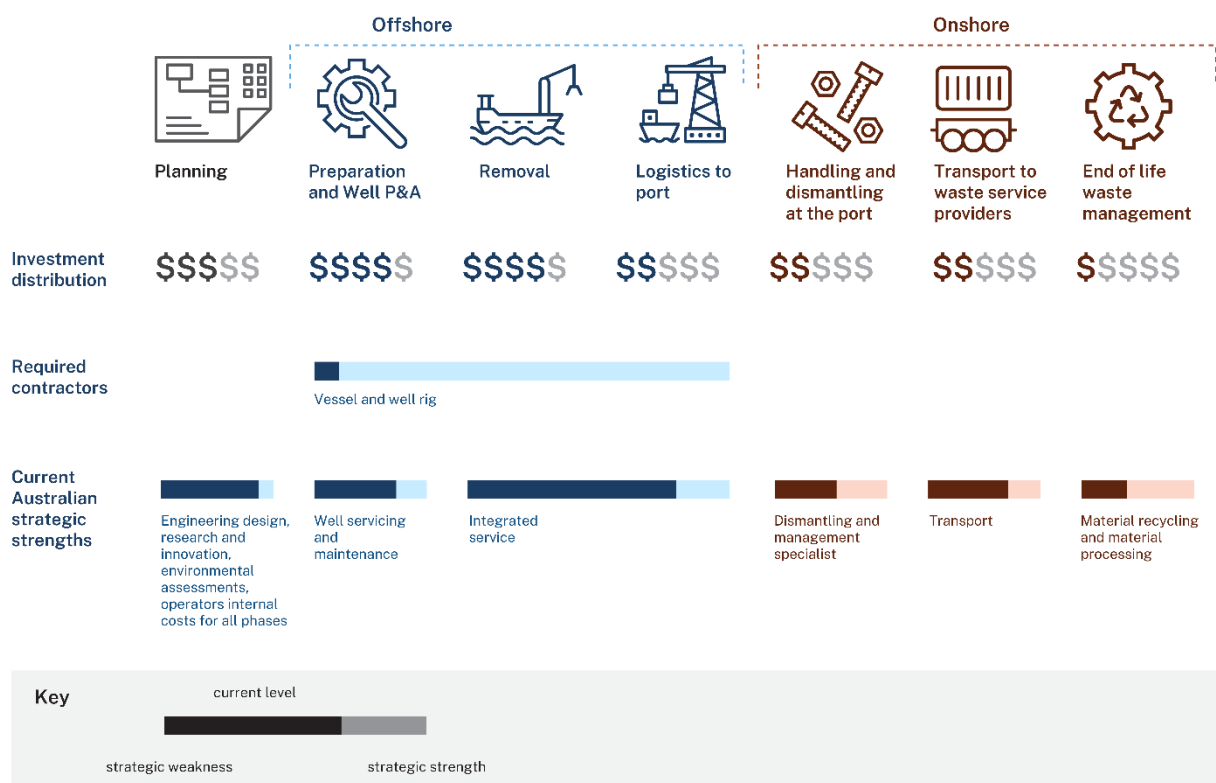 Offshore
Onshore
Planning
Preparation
and Well P&A
Removal
Logistics to
port
Handling and
dismantling
at the port
Transport to
waste service
providers
End of life
waste
management
Investment
distribution
$$$$$
$$$$$
$$$$$
$$$$$
$$$$$
$$$$$
$$$$$
Required
contractors
Vessel and well rig
Current
Australian
strategic
strengths
Engineering design,
research and
innovation,
environmental
assessments,
operators internal
costs for all phases
Well servicing
and
maintenance
Integrated
service
Dismantling and
management
specialist
Transport
Material recycling
and material
processing
Key
current level
strategic weakness
strategic strength